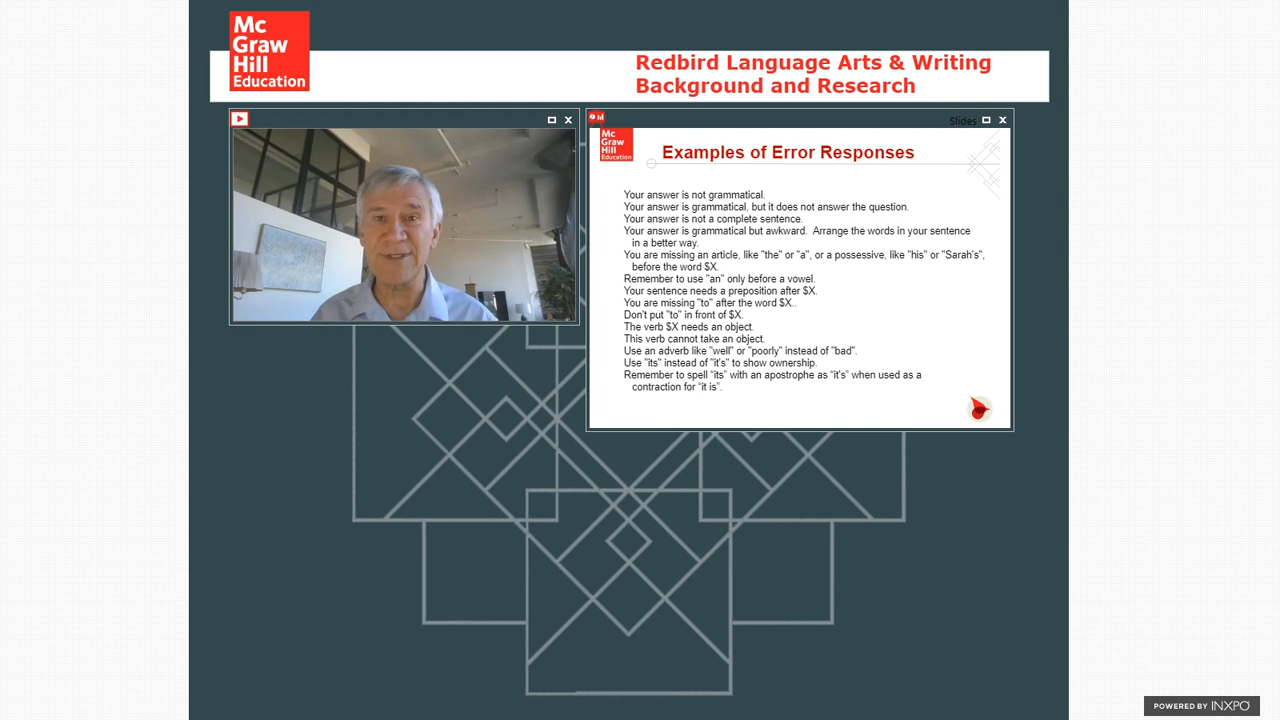 Mc
Graw
Hill
Education
Redbird Language Arts & Writing
Background and Research
Slides
Mc
Graw
Hill
Education
Examples of Error Responses
Your answer is not grammatical.
Your answer is grammatical, but it does not answer the question.
Your answer is not a complete sentence.
Your answer is grammatical but awkward.  Arrange the words in your sentence
in a better way.
You are missing an article, like "the" or "a", or a possessive, like "his" or "Sarah's",
before the word $X.
Remember to use "an" only before a vowel.
Your sentence needs a preposition after $X.
You are missing "to" after the word $X..
Don't put "to" in front of $X.
The verb $X needs an object.
This verb cannot take an object.
Use an adverb like "well" or "poorly" instead of "bad".
Use "its" instead of "it's" to show ownership.
Remember to spell “its” with an apostrophe as “it’s” when used as a
contraction for “it is”.
POWERED BY INXPO